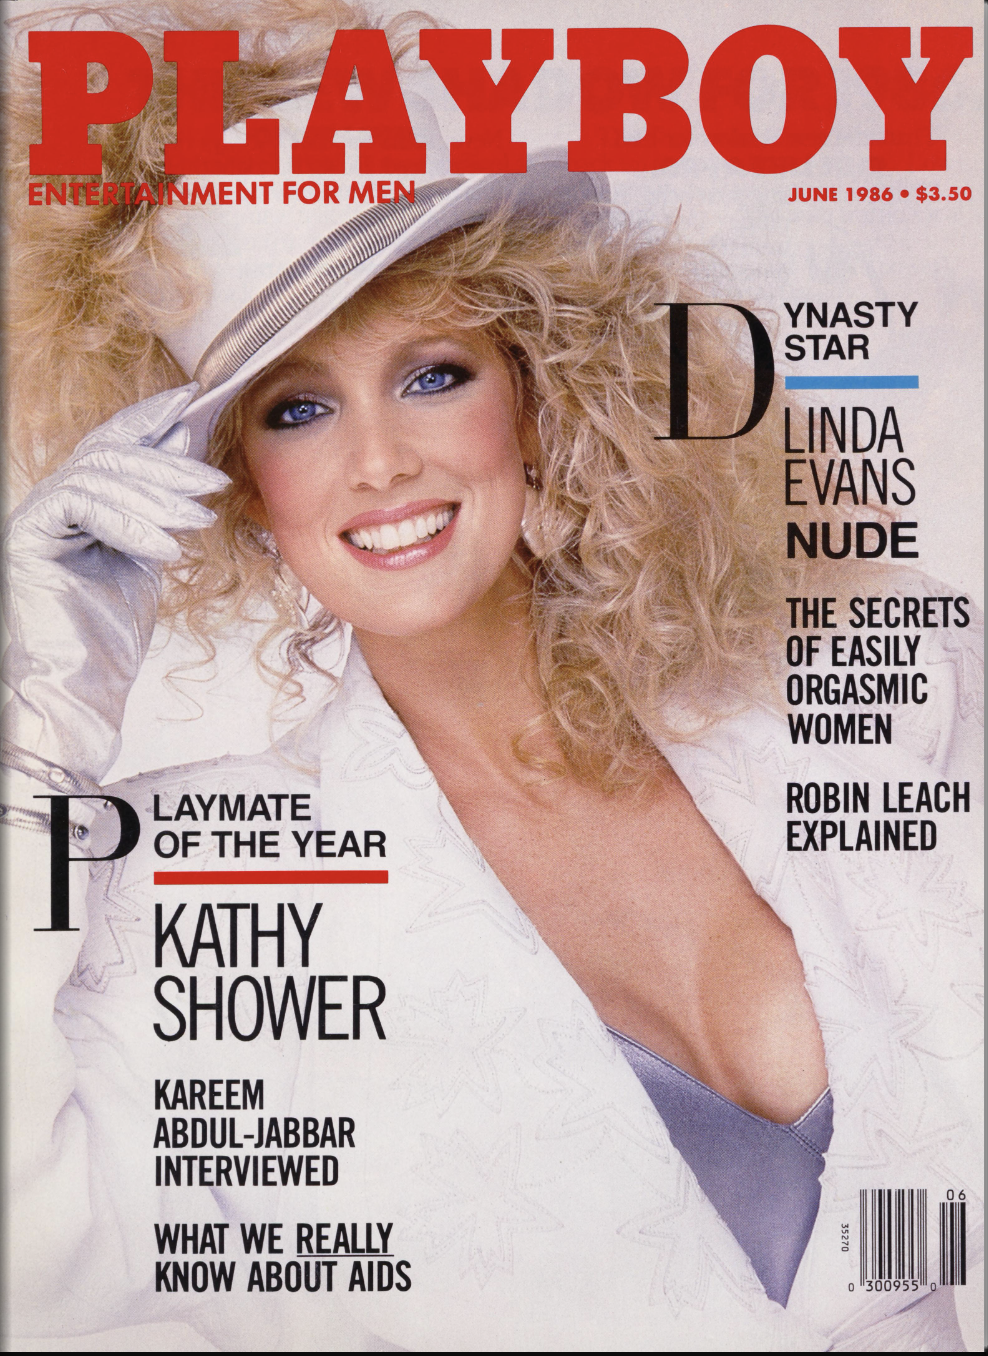 PLAYBOY
ENTERTAINMENT FOR MEN
JUNE 1986 • $3.50
DYNASTY
STAR
LINDA
EVANS
NUDE
THE SECRETS
OF EASILY
ORGASMIC
WOMEN
ROBIN LEACH
EXPLAINED
PLAYMATE
OF THE YEAR
KATHY
SHOWER
KAREEM
ABDUL-JABBAR
INTERVIEWED
WHAT WE REALLY
KNOW ABOUT AIDS
06
35270
0 300955 0